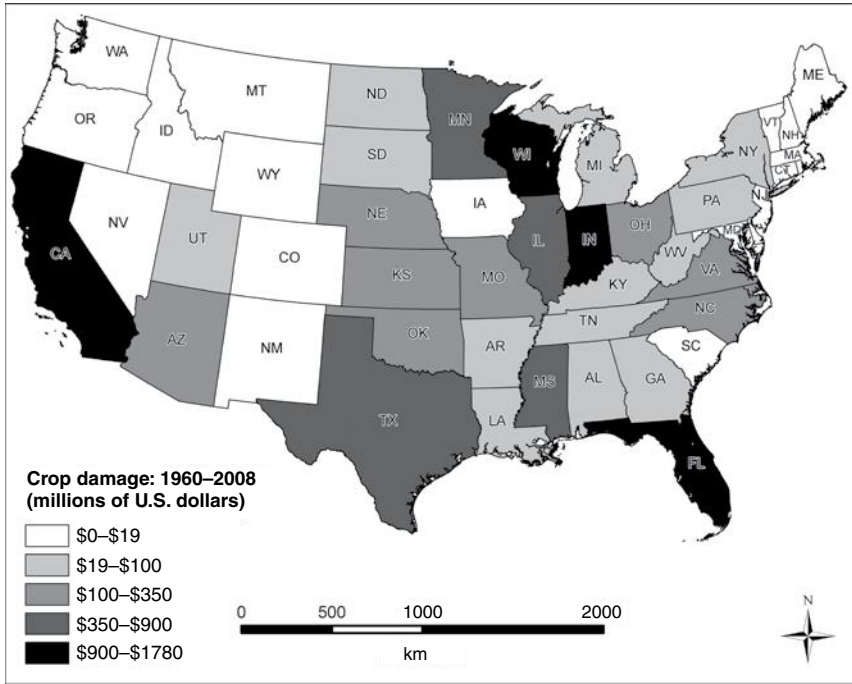 WA
ME
MT
ND
OR
MN
VT
ID
NH
WI
SD
NY
MA
WY
MI
CT
IA
PA
NJ
NE
NV
OH
MD
UT
IL
IN
CA
CO
WV
VA
KS
MO
KY
NC
TN
OK
AZ
NM
AR
SC
MS
AL
GA
TX
LA
FL
Crop damage: 1960–2008
(millions of U.S. dollars)
$0–$19
$19–$100
$100–$350
$350–$900
$900–$1780
0 500 1000 2000
km
N